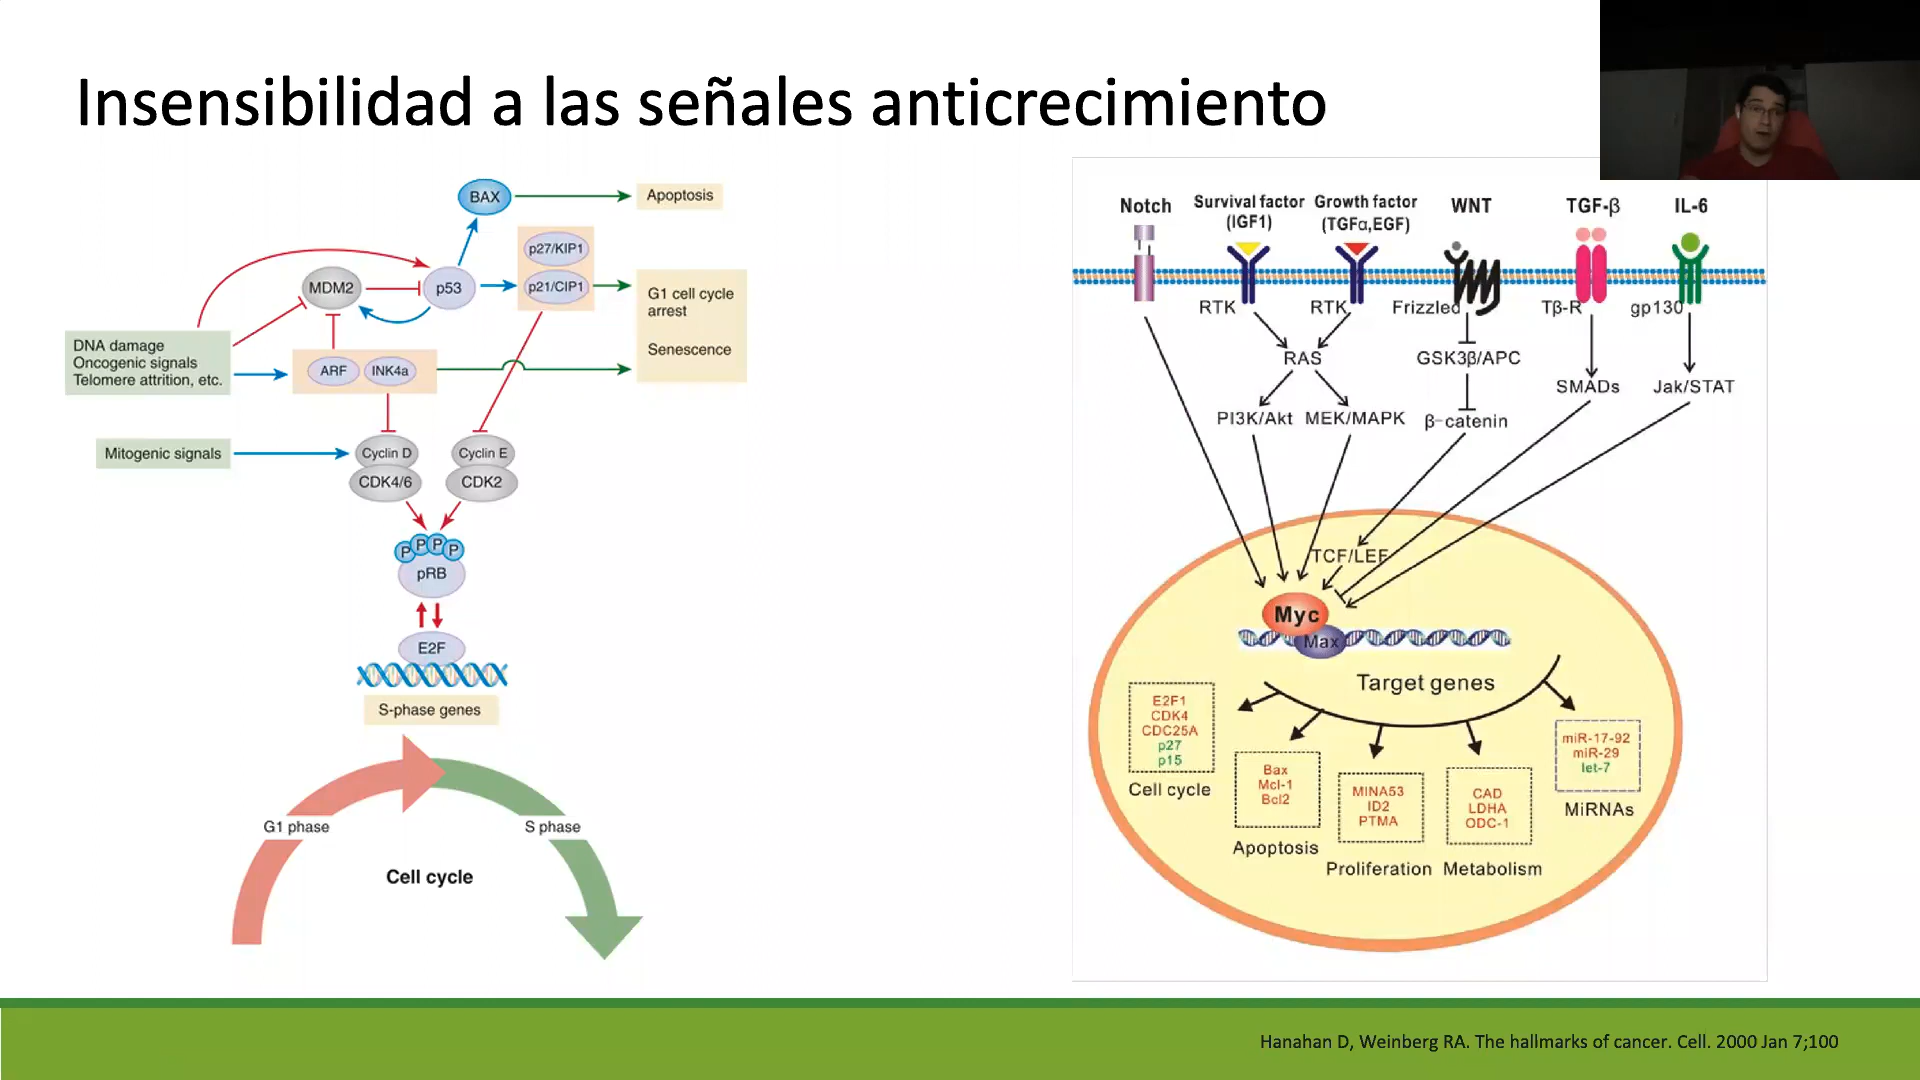 Insensibilidad a las señales anticrecimiento
BAX
Apoptosis
p27/KIP1
MDM2
p53
p21/CIP1
G1 cell cycle
arrest
Senescence
DNA damage
Oncogenic signals
Telomere attrition, etc.
ARF
INK4a
Mitogenic signals
Cyclin D
CDK4/6
Cyclin E
CDK2
P P P P
pRB
E2F
S-phase genes
G1 phase
S phase
Cell cycle
Notch
Survival factor
(IGF1)
Growth factor
(TGFα,EGF)
WNT
TGF-β
IL-6
RTK
RTK
Frizzled
Tβ-R
gp130
RAS
GSK3β/APC
SMADs
Jak/STAT
PI3K/Akt
MEK/MAPK
β-catenin
TCF/LEF
Myc
Max
Target genes
E2F1
CDK4
CDC25A
p27
p15
Cell cycle
Bax
Mcl-1
Bcl2
Apoptosis
MINA53
ID2
PTMA
Proliferation
CAD
LDHA
ODC-1
Metabolism
miR-17-92
miR-29
let-7
MiRNAs
Hanahan D, Weinberg RA. The hallmarks of cancer. Cell. 2000 Jan 7;100